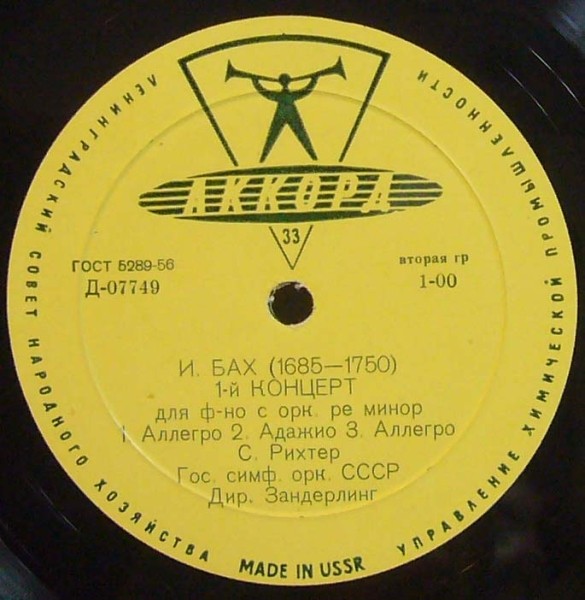 ЛЕНИНГРАДСКИЙ СОВЕТ НАРОДНОГО ХОЗЯЙСТВА
УПРАВЛЕНИЕ ХИМИЧЕСКОЙ ПРОМЫШЛЕННОСТИ
АККОРД
33
ГОСТ 5289-56
Д-07749
вторая гр
1-00
И. БАХ (1685—1750)
1-й КОНЦЕРТ
для ф-но с орк. ре минор
1 Аллегро 2. Адажио 3. Аллегро
С. Рихтер
Гос. симф. орк. СССР
Дир. Зандерлинг
MADE IN USSR